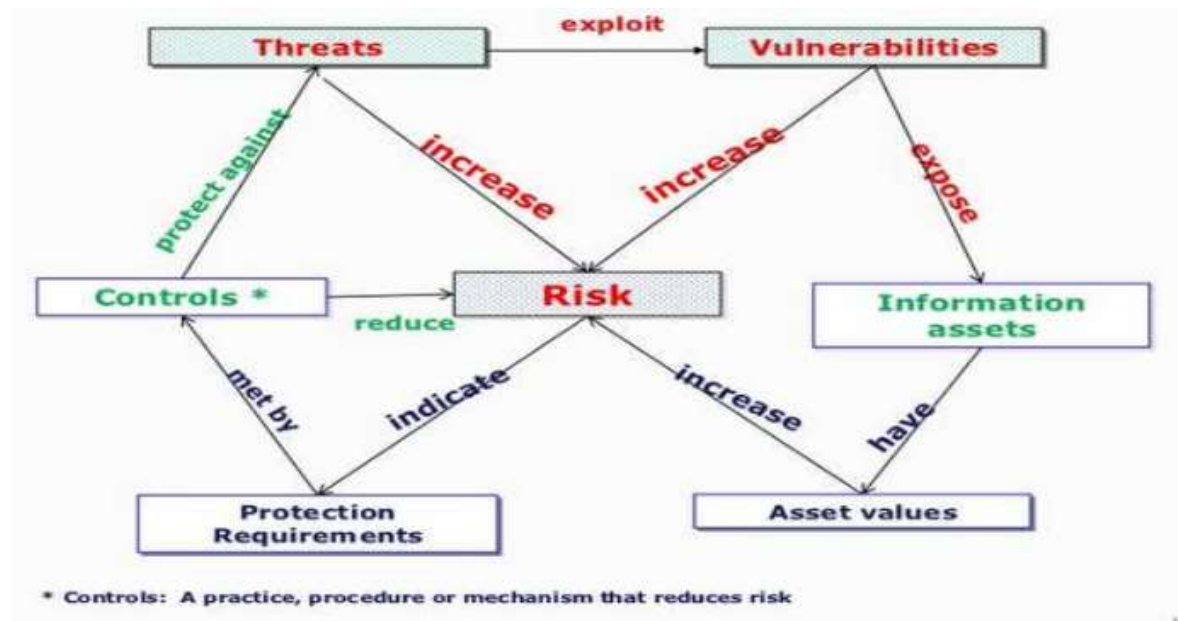 exploit
Threats
Vulnerabilities
protect against
increase
increase
expose
Controls *
reduce
Risk
Information
assets
met by
indicate
increase
have
Protection
Requirements
Asset values
* Controls: A practice, procedure or mechanism that reduces risk